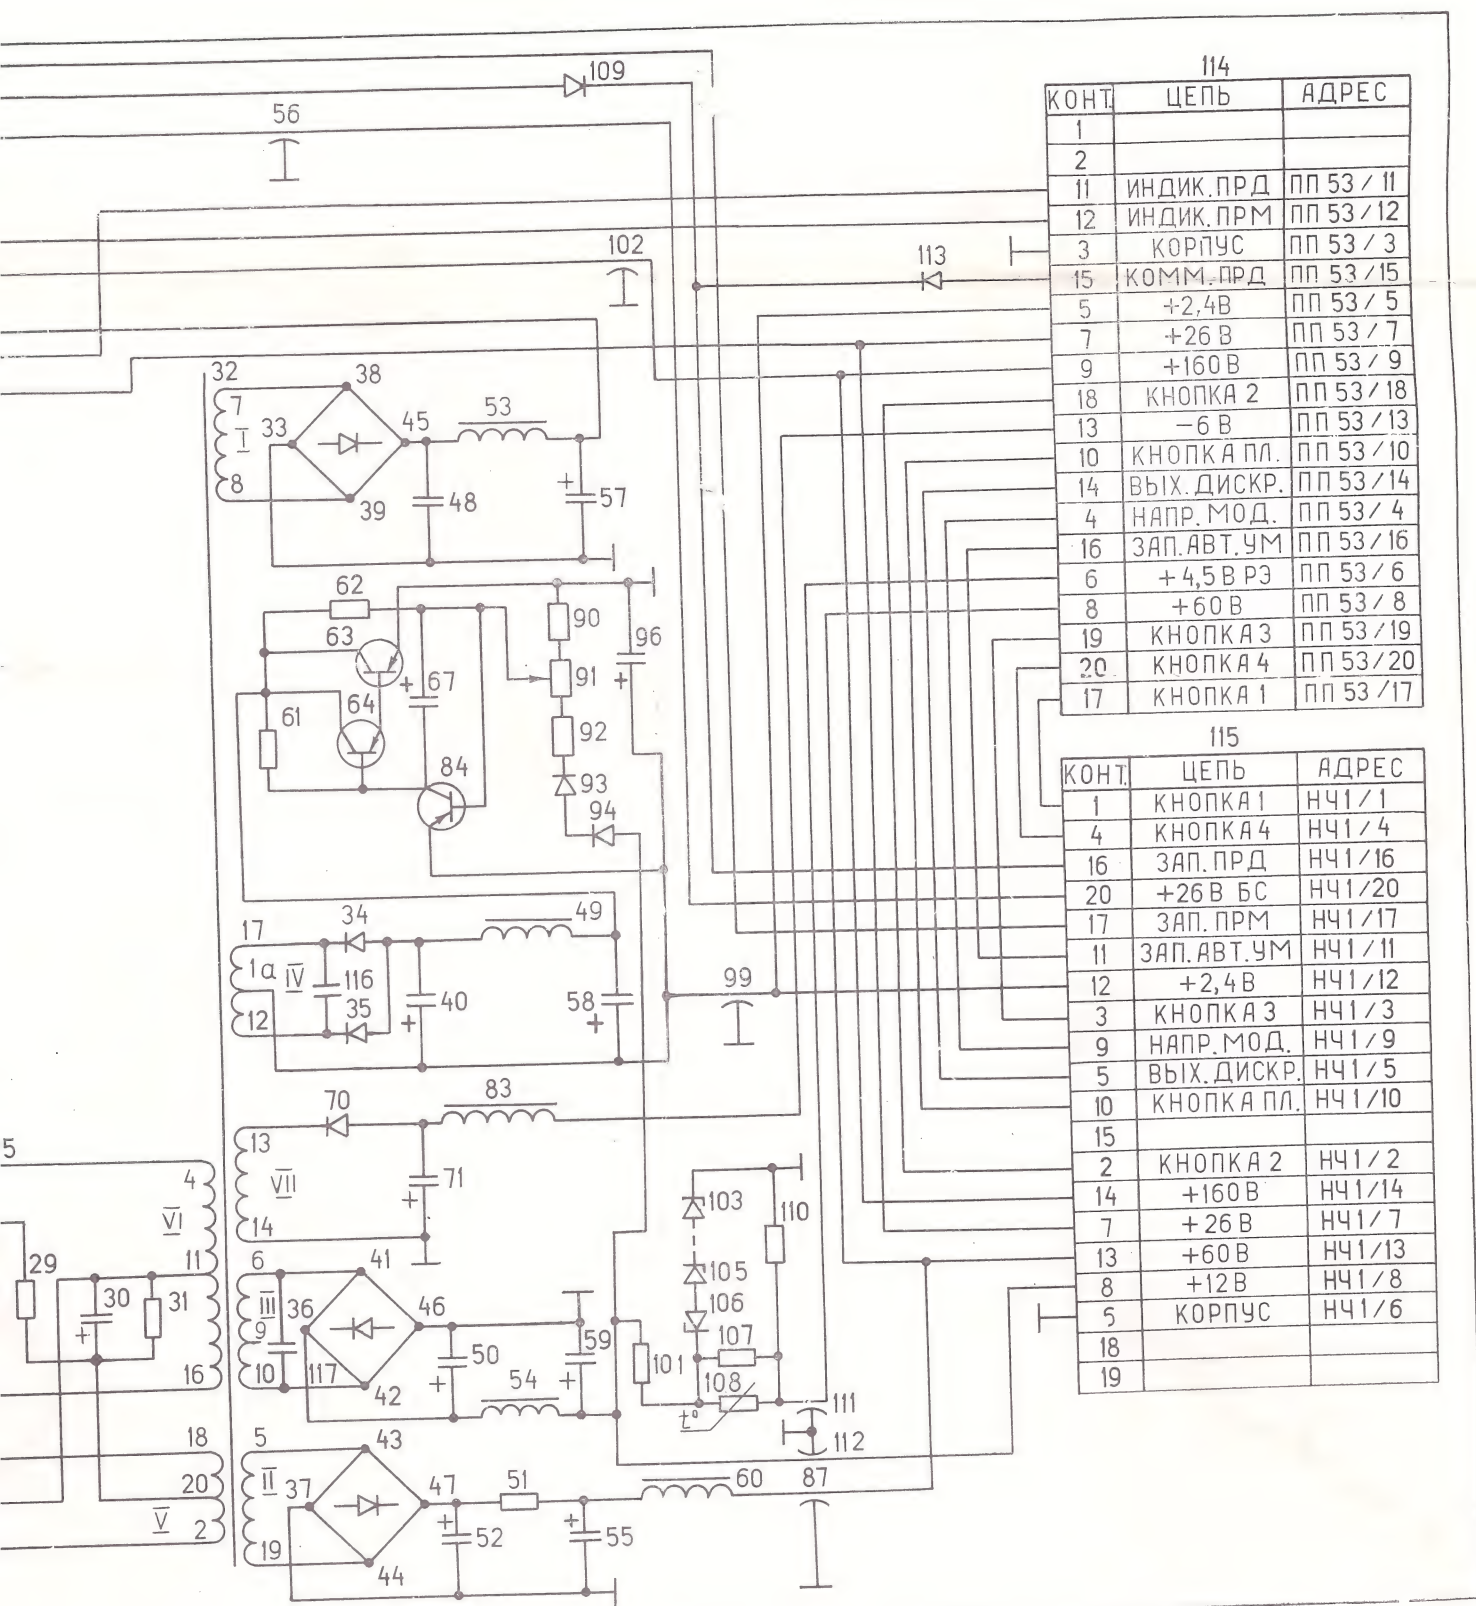 109
56
102
113
32
38
7
I
33
45
53
8
39
48
+
57
62
63
90
96
+
67
91
+
64
61
92
84
93
94
17
34
49
1а
IV
116
35
40
58
99
12
+
+
70
83
13
VII
71
+
14
5
4
VI
11
29
30
31
+
16
6
41
III
36
46
9
59
50
10
117
42
+
54
+
103
110
105
106
107
101
108
t°
111
112
18
5
43
20
II
37
47
51
60
87
V
2
+
52
+
55
19
44
114
КОНТ. ЦЕПЬ АДРЕС
1
2
11 ИНДИК.ПРД ПП 53 / 11
12 ИНДИК.ПРМ ПП 53/12
3 КОРПУС ПП 53 / 3
15 КОММ.ПРД ПП 53/15
5 +2,4В ПП 53 / 5
7 +26 В ПП 53 / 7
9 +160 В ПП 53 / 9
18 КНОПКА 2 ПП 53/18
13 −6 В ПП 53/13
10 КНОПКА ПЛ. ПП 53/10
14 ВЫХ. ДИСКР. ПП 53/14
4 НАПР. МОД. ПП 53/ 4
16 ЗАП.АВТ.УМ ПП 53/16
6 +4,5 В РЭ ПП 53/ 6
8 +60 В ПП 53/ 8
19 КНОПКА3 ПП 53/19
20 КНОПКА 4 ПП 53/20
17 КНОПКА 1 ПП 53 /17
115
КОНТ. ЦЕПЬ АДРЕС
1 КНОПКА1 НЧ1/1
4 КНОПКА4 НЧ1/4
16 ЗАП. ПРД НЧ1/16
20 +26В БС НЧ1/20
17 ЗАП. ПРМ НЧ1/17
11 ЗАП.АВТ.УМ НЧ1/11
12 +2,4В НЧ1/12
3 КНОПКА3 НЧ1/3
9 НАПР.МОД. НЧ1/9
5 ВЫХ.ДИСКР. НЧ1/5
10 КНОПКА ПЛ. НЧ1/10
15
2 КНОПКА 2 НЧ1/2
14 +160В НЧ1/14
7 +26 В НЧ1/7
13 +60В НЧ1/13
8 +12 В НЧ1/8
5 КОРПУС НЧ1/6
18
19